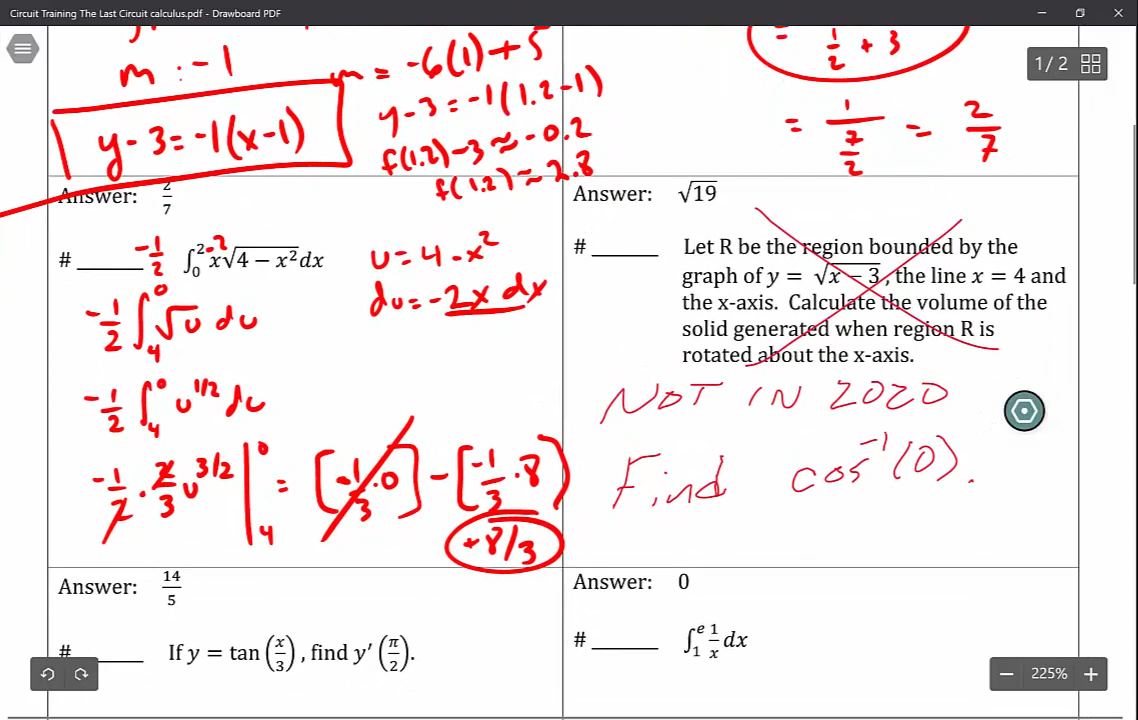 Circuit Training The Last Circuit calculus.pdf - Drawboard PDF
1 / 2
m : -1
m = -6(1) + 5
y - 3 = -1(x - 1)
y - 3 = -1(1.2 - 1)
f(1.2) - 3 ≈ -0.2
f(1.2) ≈ 2.8
= 1/(1/2 + 3)
= 1/(7/2) = 2/7
Answer: 2/7
# ______ -1/2 ∫₀² -2 x√(4 − x²)dx
u = 4 - x²
du = -2x dx
-1/2 ∫₄⁰ √u du
-1/2 ∫₄⁰ u^1/2 du
-1/2 · 2/3 u^3/2 |₄⁰ = [-1/3 · 0] - [-1/3 · 8]
+8/3
Answer: √19
# ______ Let R be the region bounded by the
graph of y = √(x − 3), the line x = 4 and
the x-axis. Calculate the volume of the
solid generated when region R is
rotated about the x-axis.
NOT IN 2020
Find cos⁻¹(0).
Answer: 14/5
# ______ If y = tan(x/3), find y′(π/2).
Answer: 0
# ______ ∫₁ᵉ 1/x dx
225%